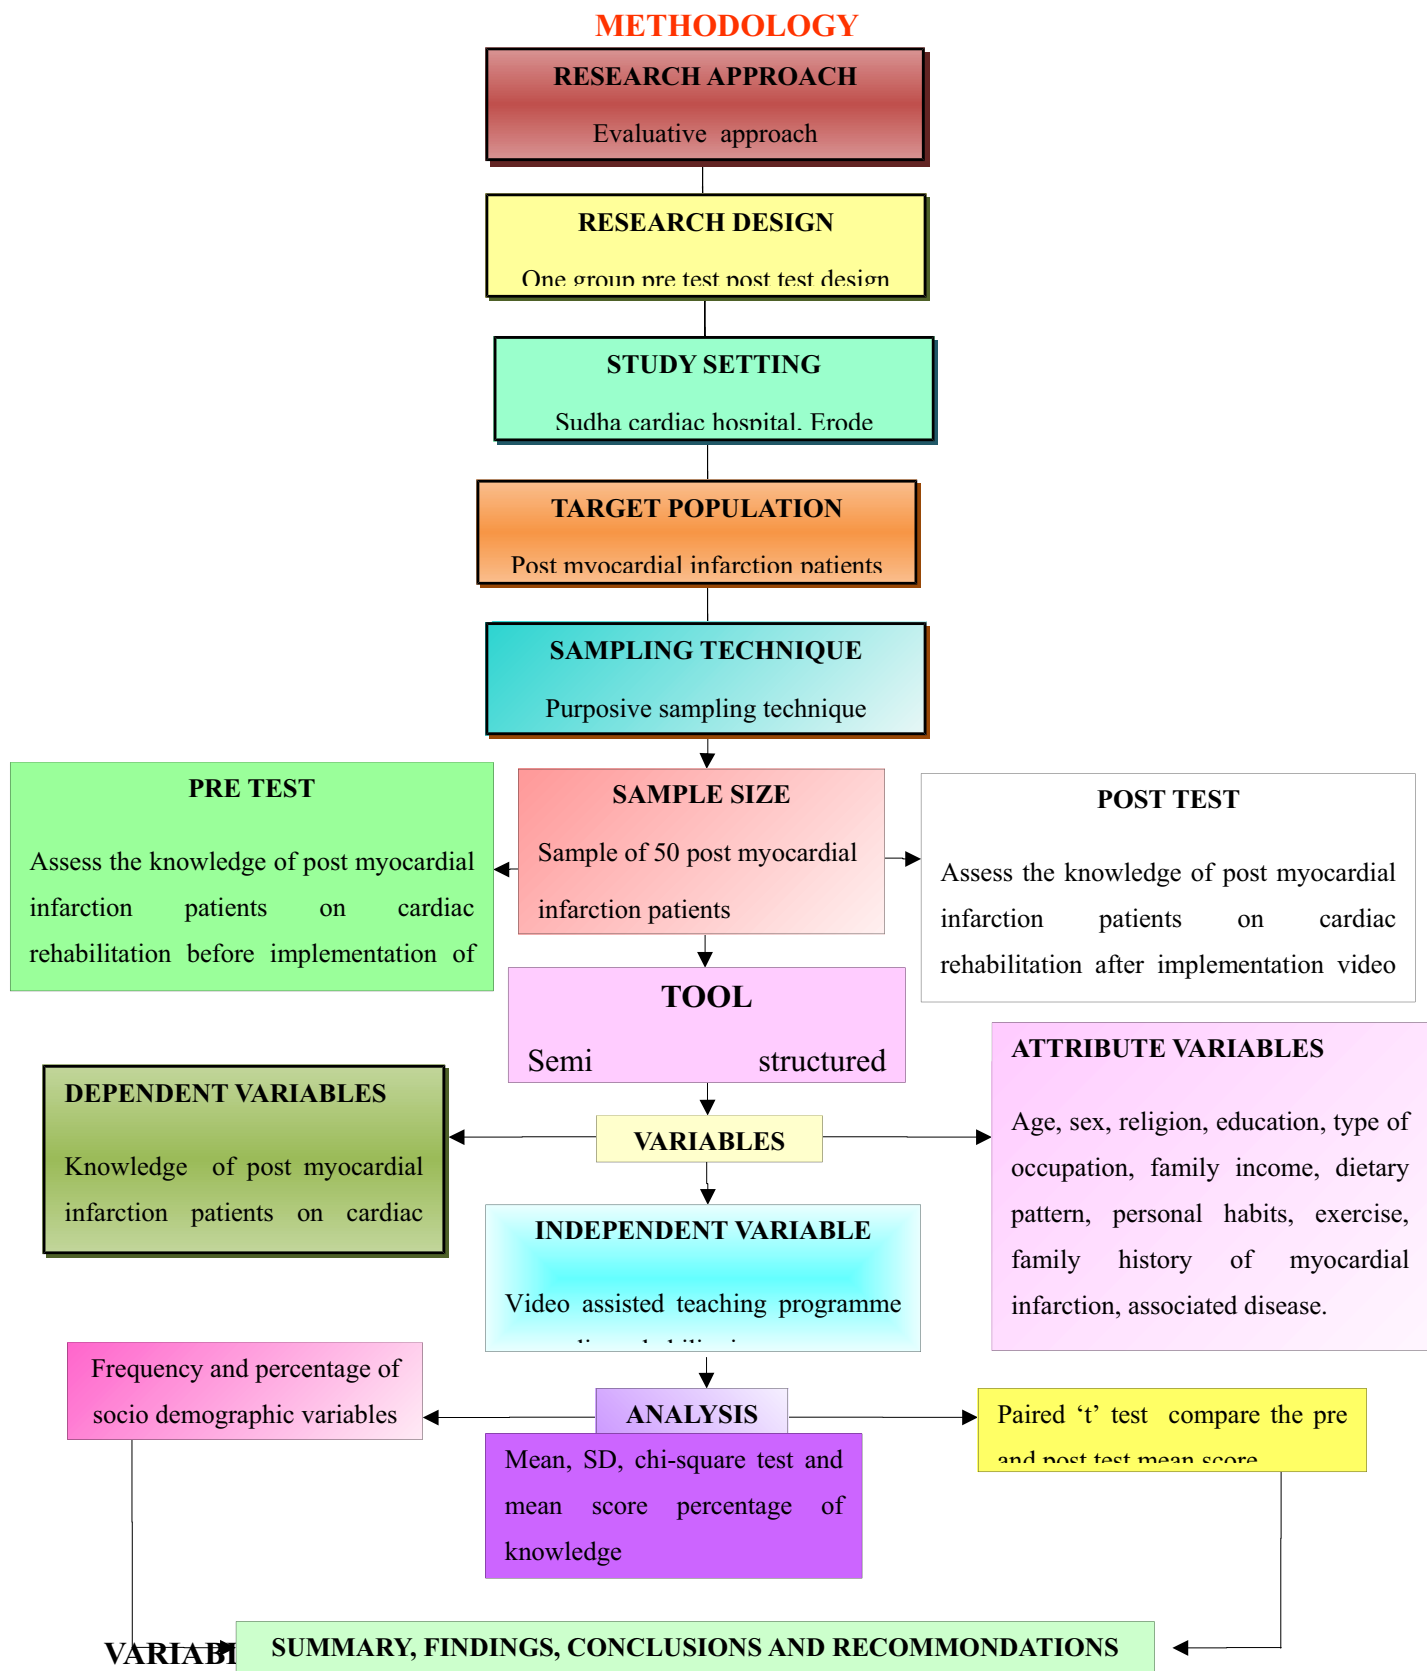 METHODOLOGY
RESEARCH APPROACH
Evaluative approach
RESEARCH DESIGN
One group pre test post test design
STUDY SETTING
Sudha cardiac hospital, Erode
TARGET POPULATION
Post myocardial infarction patients
SAMPLING TECHNIQUE
Purposive sampling technique
PRE TEST
Assess the knowledge of post myocardial
infarction patients on cardiac
rehabilitation before implementation of
SAMPLE SIZE
Sample of 50 post myocardial
infarction patients
POST TEST
Assess the knowledge of post myocardial
infarction patients on cardiac
rehabilitation after implementation video
TOOL
Semi structured
DEPENDENT VARIABLES
Knowledge of post myocardial
infarction patients on cardiac
VARIABLES
ATTRIBUTE VARIABLES
Age, sex, religion, education, type of
occupation, family income, dietary
pattern, personal habits, exercise,
family history of myocardial
infarction, associated disease.
INDEPENDENT VARIABLE
Video assisted teaching programme
Frequency and percentage of
socio demographic variables
ANALYSIS
Mean, SD, chi-square test and
mean score percentage of
knowledge
Paired ‘t’ test compare the pre
and post test mean score
SUMMARY, FINDINGS, CONCLUSIONS AND RECOMMONDATIONS